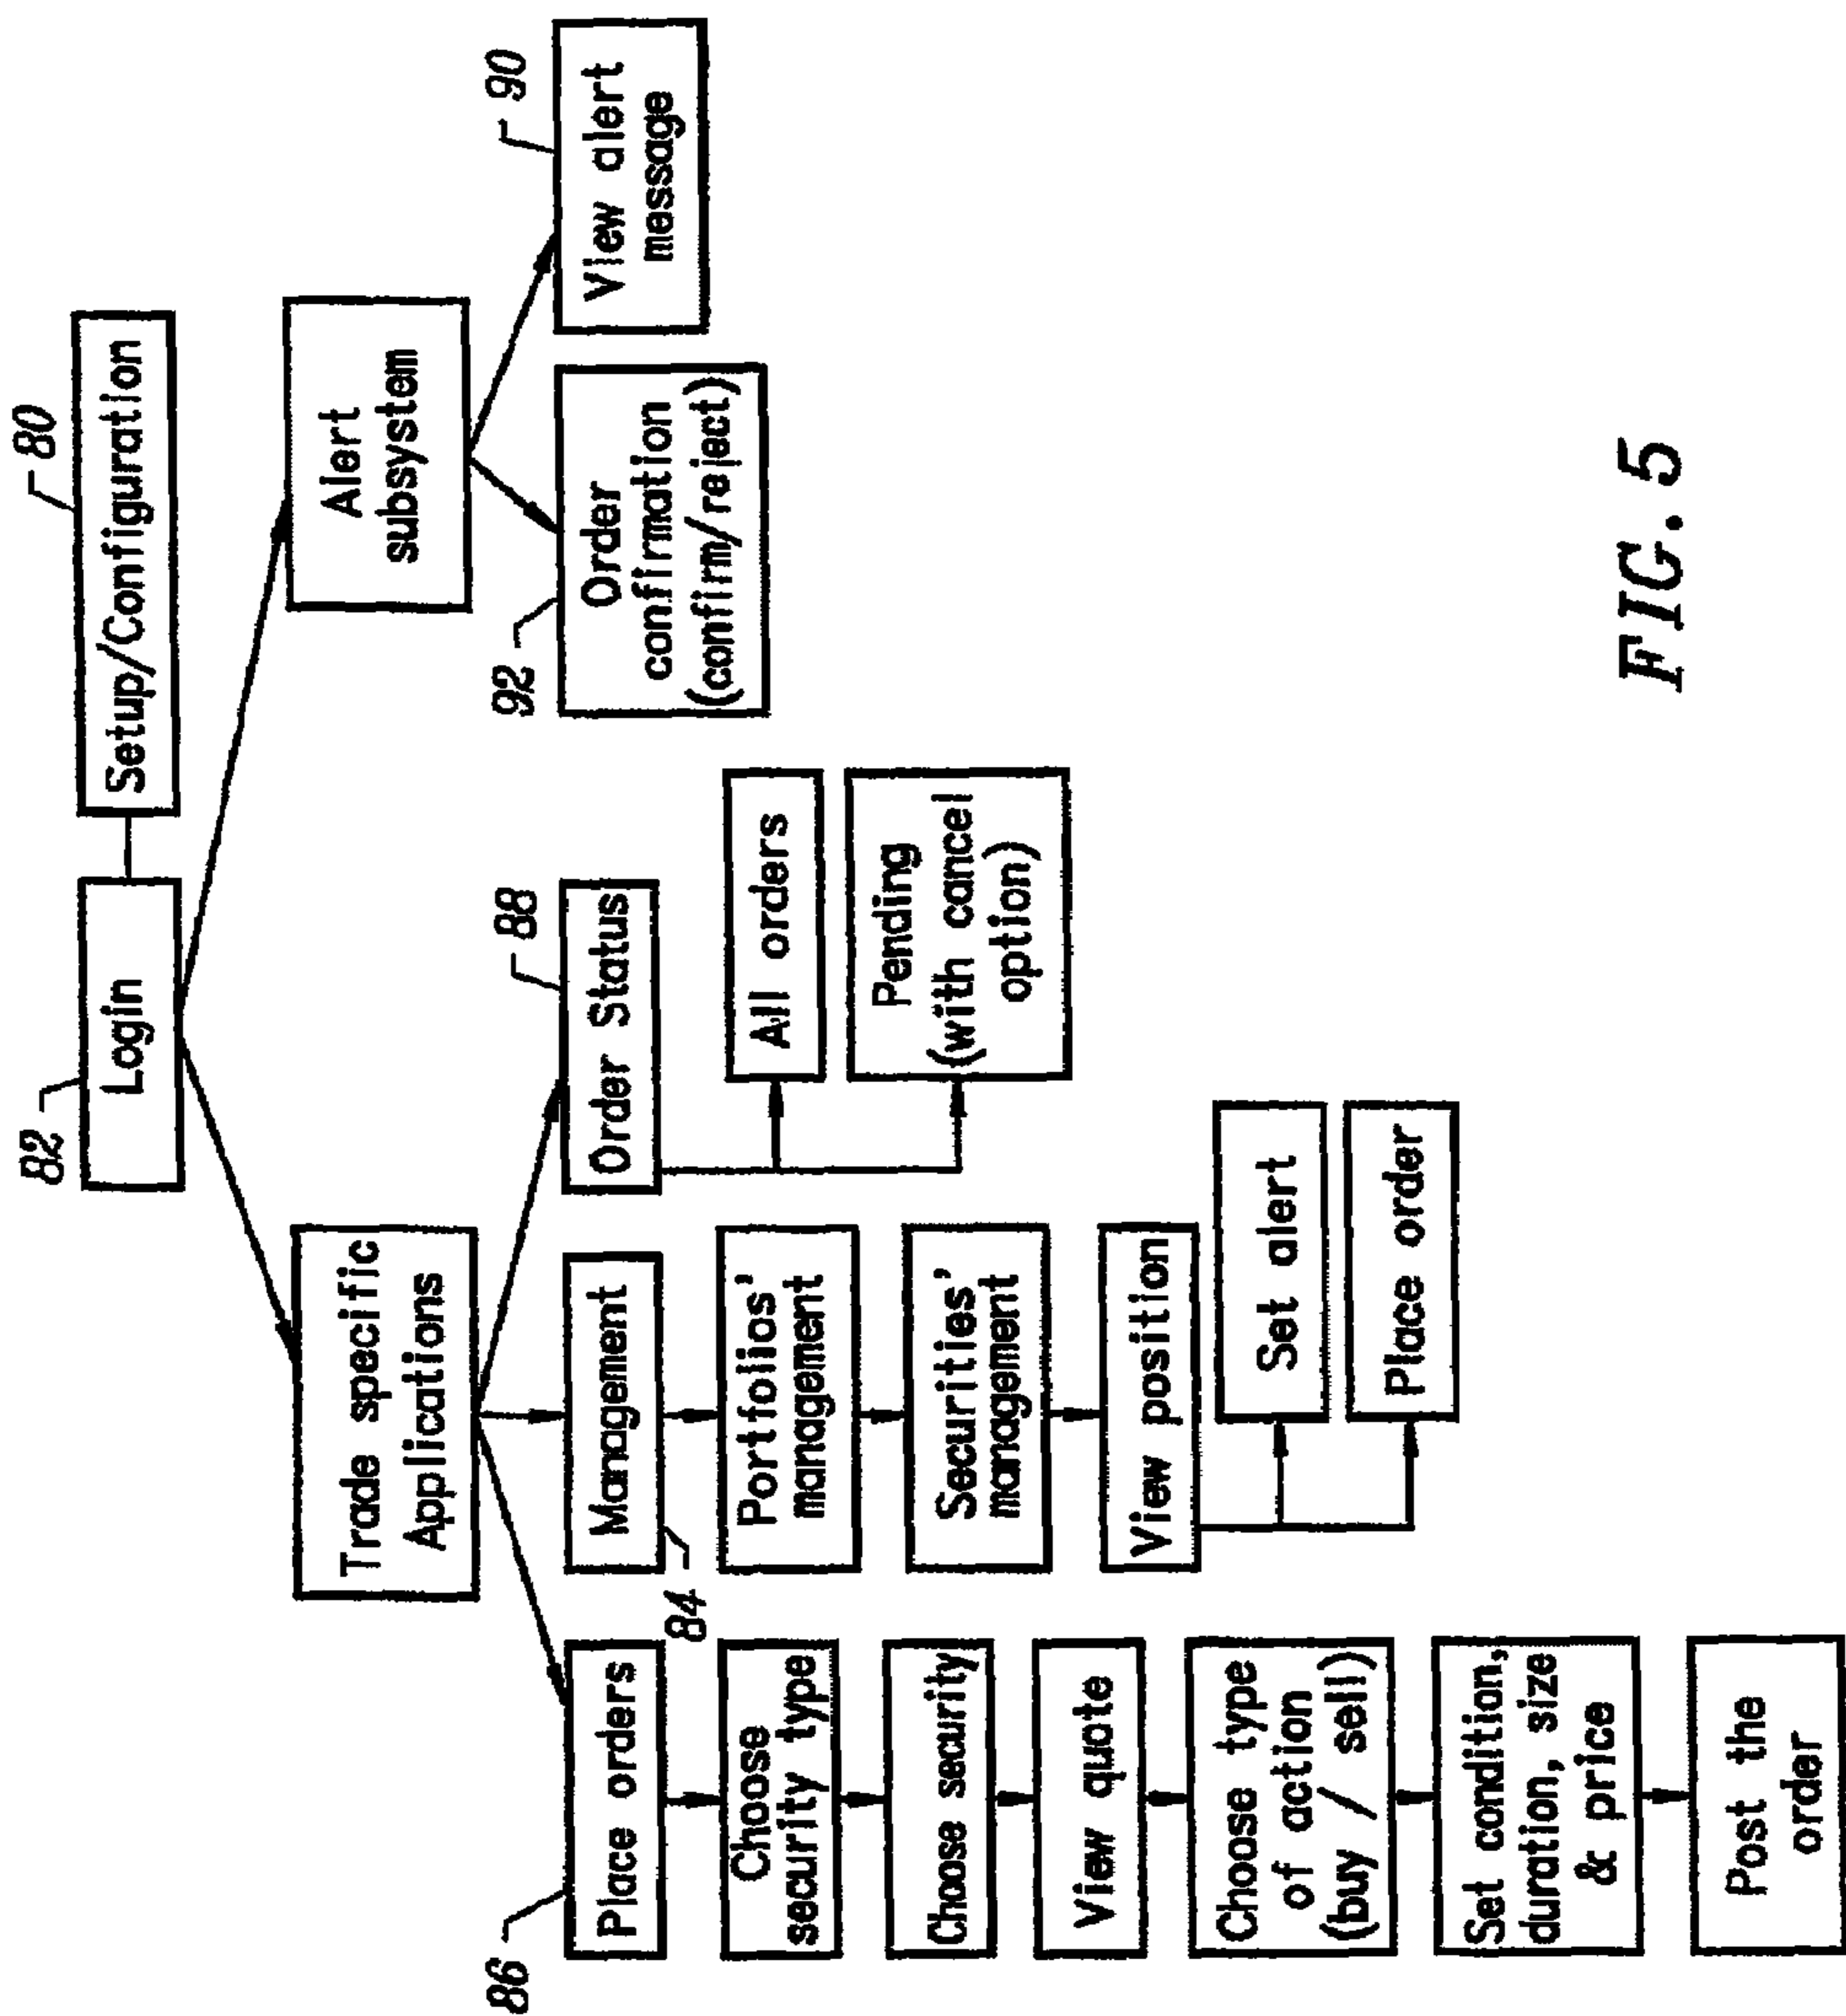 82
Login
80
Setup/Configuration
Trade specific
Applications
Alert
subsystem
86
Place orders
Choose
security type
Choose security
View quote
Choose type
of action
(buy / sell)
Set condition,
duration, size
& price
Post the
order
84
Management
Portfolios'
management
Securities'
management
View position
Set alert
Place order
88
Order Status
All orders
Pending
(with cancel
option)
92
Order
confirmation
(confirm/reject)
90
View alert
message
FIG. 5